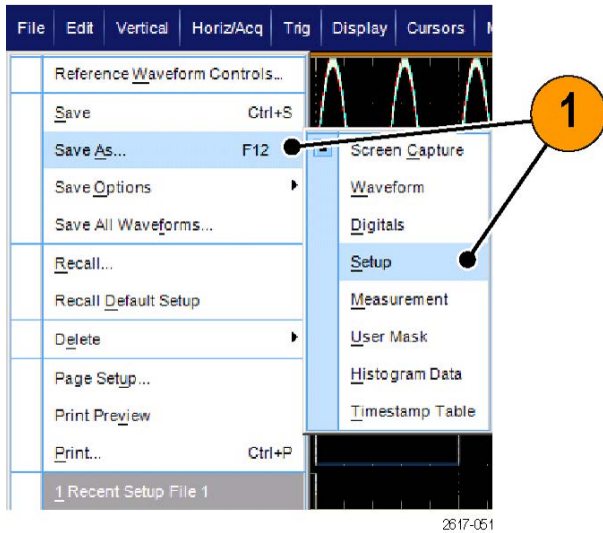 File Edit Vertical Horiz/Acq Trig Display Cursors
Reference Waveform Controls...
Save Ctrl+S
Save As... F12
Save Options
Save All Waveforms...
Recall...
Recall Default Setup
Delete
Page Setup...
Print Preview
Print... Ctrl+P
1 Recent Setup File 1
Screen Capture
Waveform
Digitals
Setup
Measurement
User Mask
Histogram Data
Timestamp Table
1
2617-051